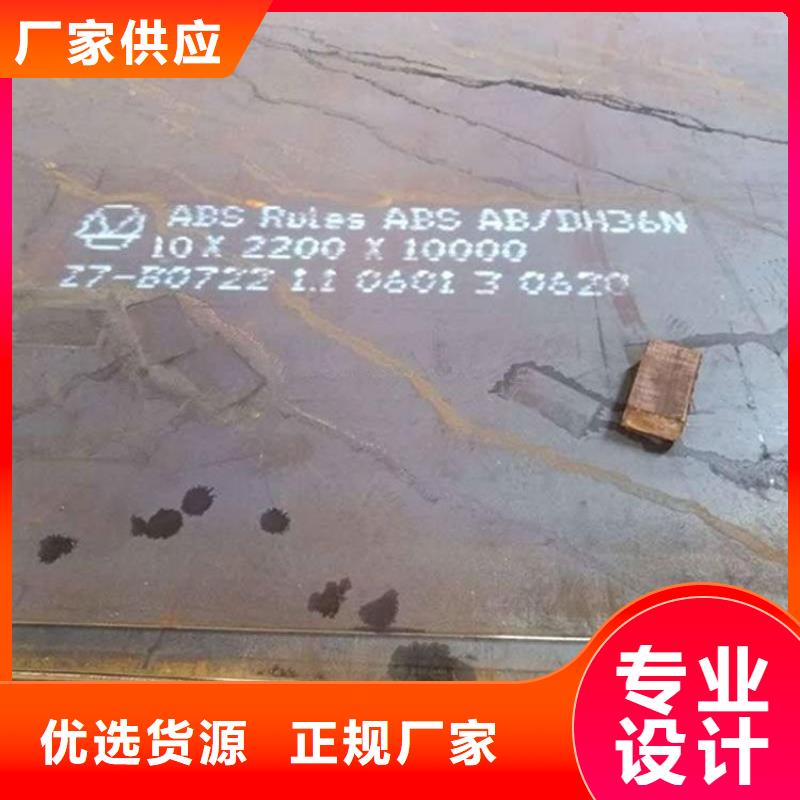 厂家供应
ABS Rules ABS AB/DH36N
10 X 2200 X 10000
Z7-B0722 1.1 0601 3 0620
优选货源 正规厂家
专业
设计